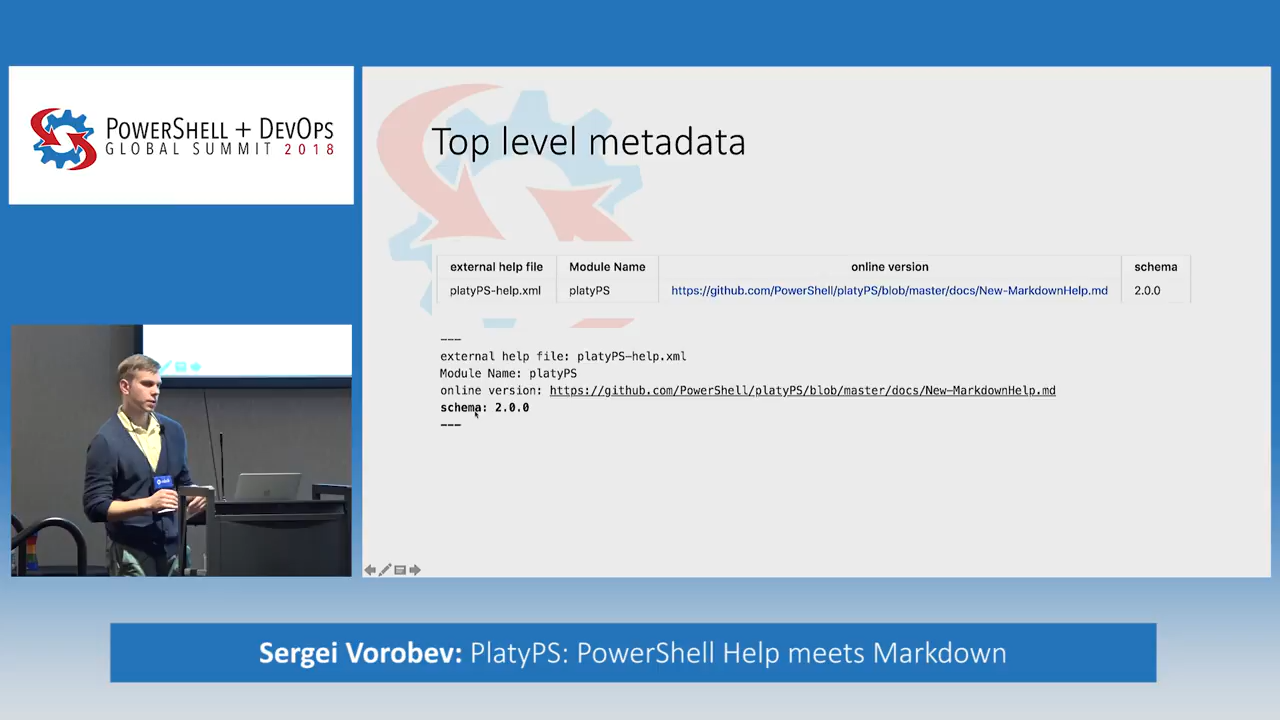 POWERSHELL + DEVOPS
GLOBAL SUMMIT 2018
Top level metadata
external help file Module Name online version schema
platyPS-help.xml platyPS https://github.com/PowerShell/platyPS/blob/master/docs/New-MarkdownHelp.md 2.0.0
---
external help file: platyPS-help.xml
Module Name: platyPS
online version: https://github.com/PowerShell/platyPS/blob/master/docs/New-MarkdownHelp.md
schema: 2.0.0
---
Sergei Vorobev: PlatyPS: PowerShell Help meets Markdown